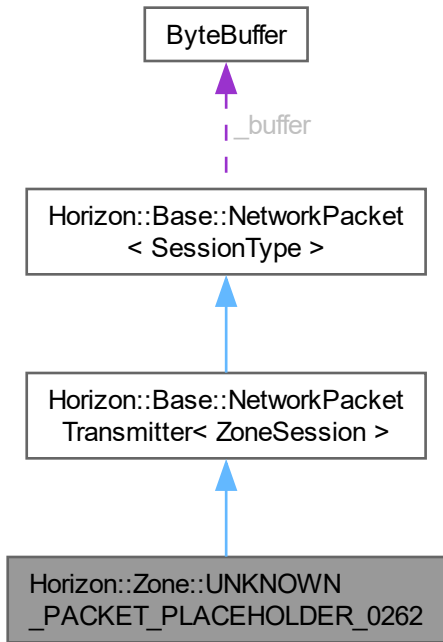 ByteBuffer
_buffer
Horizon::Base::NetworkPacket
< SessionType >
Horizon::Base::NetworkPacket
Transmitter< ZoneSession >
Horizon::Zone::UNKNOWN
_PACKET_PLACEHOLDER_0262